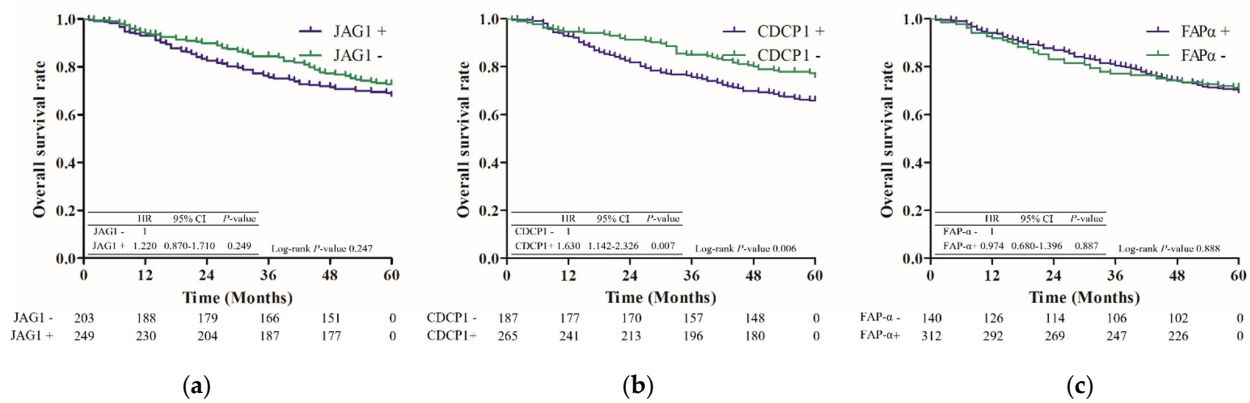 1.0
0.8
0.6
0.4
0.2
0.0
Overall survival rate
JAG1 +
JAG1 -
HR 95% CI P-value
JAG1 - 1
JAG1 + 1.220 0.870-1.710 0.249
Log-rank P-value 0.247
0 12 24 36 48 60
Time (Months)
JAG1 - 203 188 179 166 151 0
JAG1 + 249 230 204 187 177 0
(a)
1.0
0.8
0.6
0.4
0.2
0.0
Overall survival rate
CDCP1 +
CDCP1 -
HR 95% CI P-value
CDCP1 - 1
CDCP1+ 1.630 1.142-2.326 0.007
Log-rank P-value 0.006
0 12 24 36 48 60
Time (Months)
CDCP1 - 187 177 170 157 148 0
CDCP1+ 265 241 213 196 180 0
(b)
1.0
0.8
0.6
0.4
0.2
0.0
Overall survival rate
FAPα +
FAPα -
HR 95% CI P-value
FAP-α - 1
FAP-α+ 0.974 0.680-1.396 0.887
Log-rank P-value 0.888
0 12 24 36 48 60
Time (Months)
FAP-α - 140 126 114 106 102 0
FAP-α+ 312 292 269 247 226 0
(c)